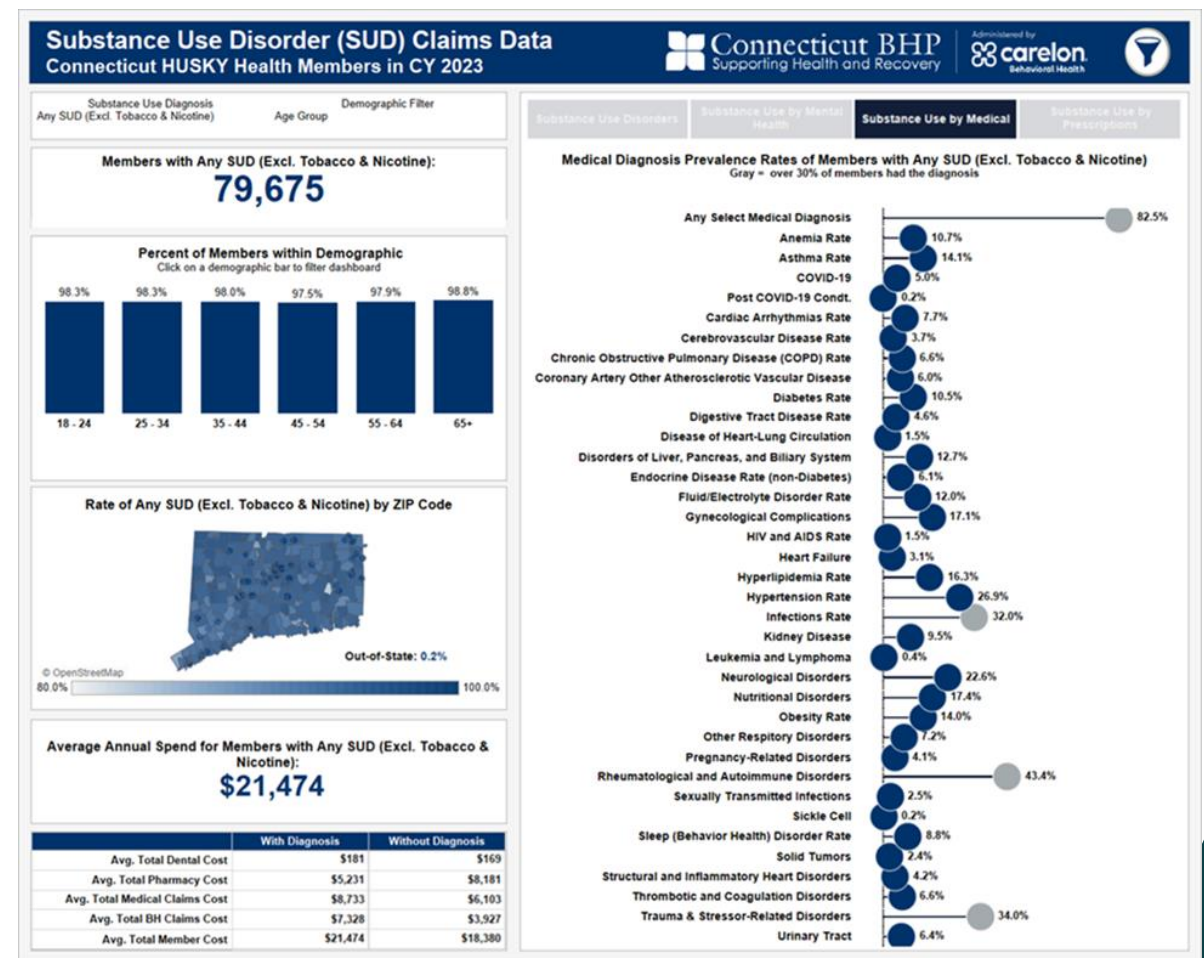 Substance Use Disorder (SUD) Claims Data
Connecticut HUSKY Health Members in CY 2023
Connecticut BHP
Supporting Health and Recovery
Administered by
carelon
Behavioral Health
Substance Use Diagnosis
Any SUD (Excl. Tobacco & Nicotine)
Demographic Filter
Age Group
Members with Any SUD (Excl. Tobacco & Nicotine):
79,675
Percent of Members within Demographic
Click on a demographic bar to filter dashboard
98.3% 98.3% 98.0% 97.5% 97.9% 98.8%
18 - 24 25 - 34 35 - 44 45 - 54 55 - 64 65+
Rate of Any SUD (Excl. Tobacco & Nicotine) by ZIP Code
Out-of-State: 0.2%
© OpenStreetMap
80.0% 100.0%
Average Annual Spend for Members with Any SUD (Excl. Tobacco &
Nicotine):
$21,474
With Diagnosis Without Diagnosis
Avg. Total Dental Cost $181 $169
Avg. Total Pharmacy Cost $5,231 $8,181
Avg. Total Medical Claims Cost $8,733 $6,103
Avg. Total BH Claims Cost $7,328 $3,927
Avg. Total Member Cost $21,474 $18,380
Substance Use Disorders
Substance Use by Mental
Health
Substance Use by Medical
Substance Use by
Prescriptions
Medical Diagnosis Prevalence Rates of Members with Any SUD (Excl. Tobacco & Nicotine)
Gray = over 30% of members had the diagnosis
Any Select Medical Diagnosis 82.5%
Anemia Rate 10.7%
Asthma Rate 14.1%
COVID-19 5.0%
Post COVID-19 Condt. 0.2%
Cardiac Arrhythmias Rate 7.7%
Cerebrovascular Disease Rate 3.7%
Chronic Obstructive Pulmonary Disease (COPD) Rate 6.6%
Coronary Artery Other Atherosclerotic Vascular Disease 6.0%
Diabetes Rate 10.5%
Digestive Tract Disease Rate 4.6%
Disease of Heart-Lung Circulation 1.5%
Disorders of Liver, Pancreas, and Biliary System 12.7%
Endocrine Disease Rate (non-Diabetes) 6.1%
Fluid/Electrolyte Disorder Rate 12.0%
Gynecological Complications 17.1%
HIV and AIDS Rate 1.5%
Heart Failure 3.1%
Hyperlipidemia Rate 16.3%
Hypertension Rate 26.9%
Infections Rate 32.0%
Kidney Disease 9.5%
Leukemia and Lymphoma 0.4%
Neurological Disorders 22.6%
Nutritional Disorders 17.4%
Obesity Rate 14.0%
Other Respitory Disorders 7.2%
Pregnancy-Related Disorders 4.1%
Rheumatological and Autoimmune Disorders 43.4%
Sexually Transmitted Infections 2.5%
Sickle Cell 0.2%
Sleep (Behavior Health) Disorder Rate 8.8%
Solid Tumors 2.4%
Structural and Inflammatory Heart Disorders 4.2%
Thrombotic and Coagulation Disorders 6.6%
Trauma & Stressor-Related Disorders 34.0%
Urinary Tract 6.4%